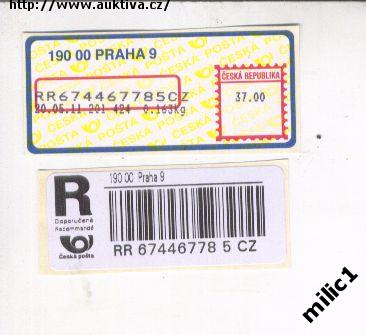 http://www.auktiva.cz/
190 00 PRAHA 9
ČESKÁ REPUBLIKA
RR674467785CZ
37.00
20.05.11 201 424 0.163kg
ČESKÁ POŠTA
R
190 00 Praha 9
Doporučeně
Recommandé
Česká pošta
RR 67446778 5 CZ
milic1